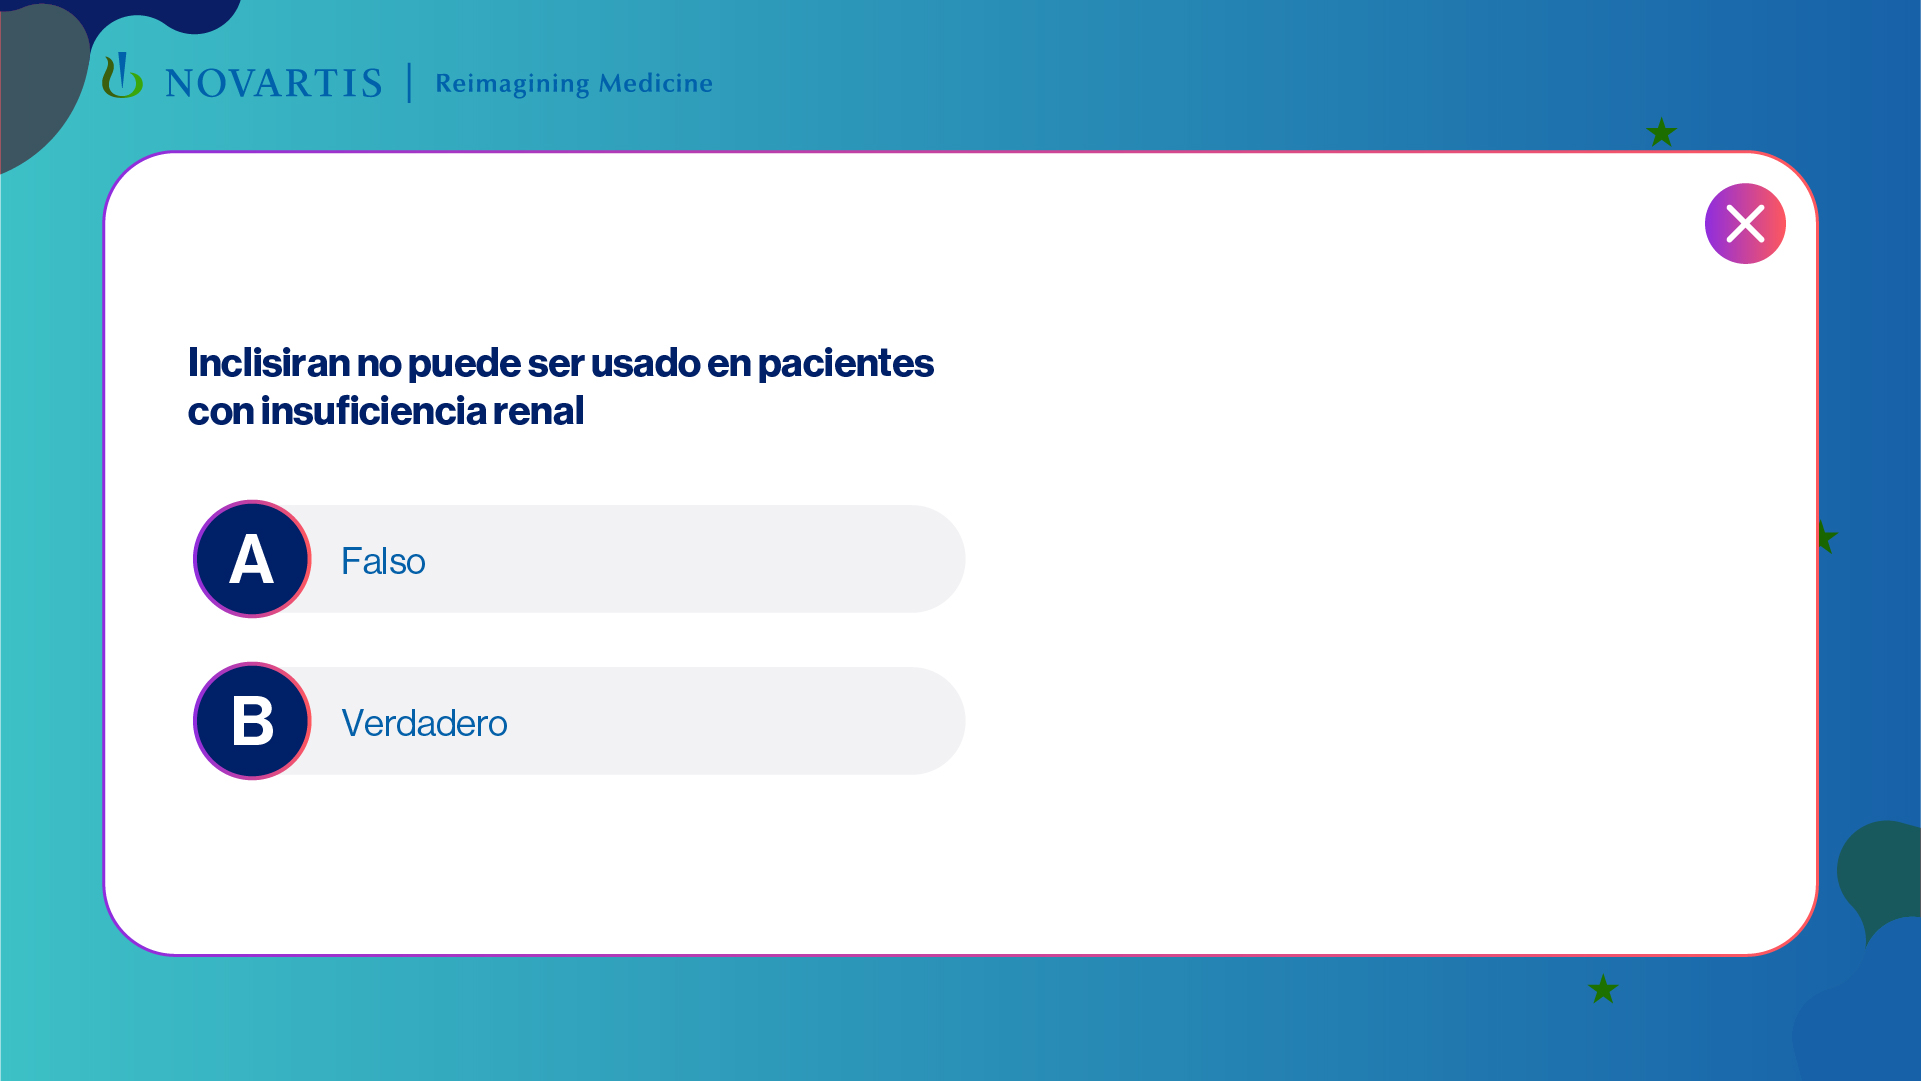 NOVARTIS | Reimagining Medicine
Inclisiran no puede ser usado en pacientes
con insuficiencia renal
A Falso
B Verdadero